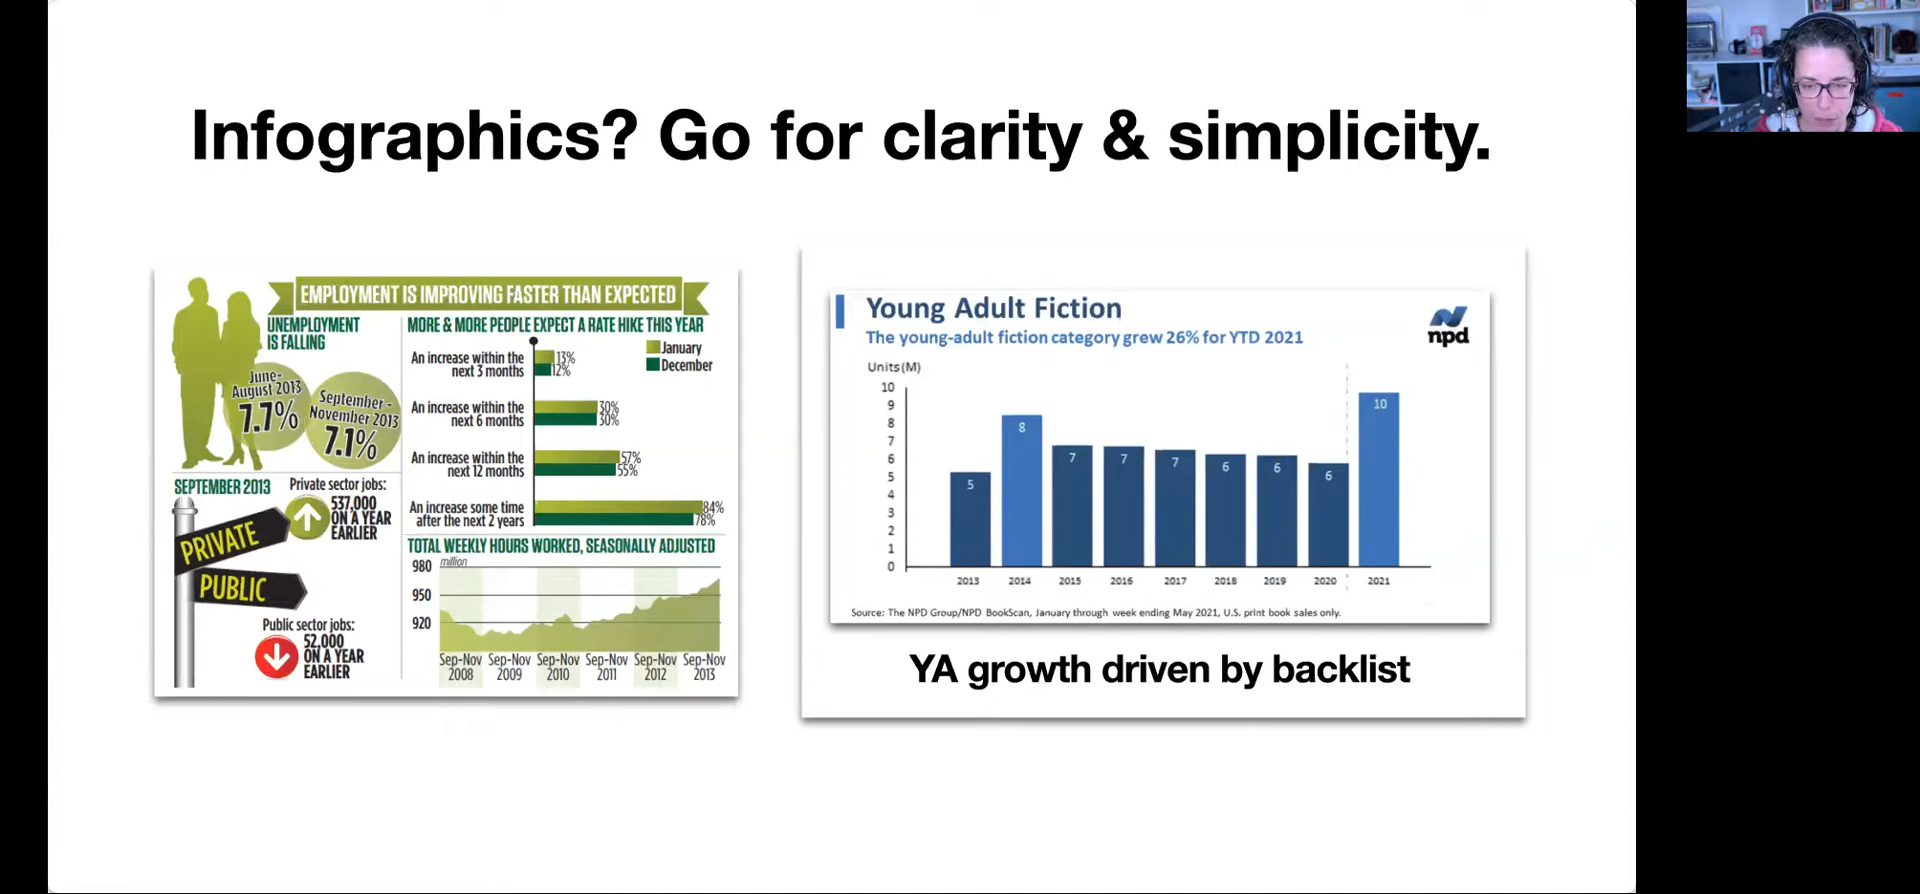 Infographics? Go for clarity & simplicity.
EMPLOYMENT IS IMPROVING FASTER THAN EXPECTED
UNEMPLOYMENT
IS FALLING
June-
August 2013
7.7%
September -
November 2013
7.1%
SEPTEMBER 2013
Private sector jobs:
537,000
ON A YEAR
EARLIER
PRIVATE
PUBLIC
Public sector jobs:
52,000
ON A YEAR
EARLIER
MORE & MORE PEOPLE EXPECT A RATE HIKE THIS YEAR
January
December
An increase within the
next 3 months
13%
12%
An increase within the
next 6 months
30%
30%
An increase within the
next 12 months
57%
55%
An increase some time
after the next 2 years
84%
78%
TOTAL WEEKLY HOURS WORKED, SEASONALLY ADJUSTED
980
million
950
920
Sep-Nov Sep-Nov Sep-Nov Sep-Nov Sep-Nov Sep-Nov
2008 2009 2010 2011 2012 2013
Young Adult Fiction
The young-adult fiction category grew 26% for YTD 2021
npd
Units (M)
10
9
8
7
6
5
4
3
2
1
0
5 8 7 7 7 6 6 6 10
2013 2014 2015 2016 2017 2018 2019 2020 2021
Source: The NPD Group/NPD BookScan, January through week ending May 2021, U.S. print book sales only.
YA growth driven by backlist